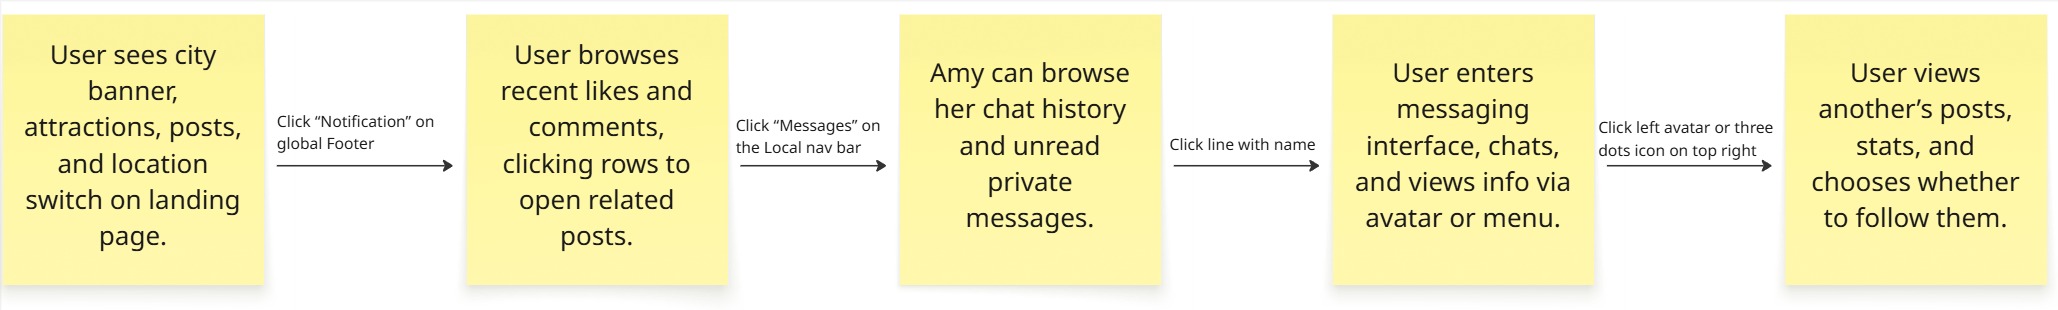 User sees city
banner,
attractions, posts,
and location
switch on landing
page.
Click “Notification” on
global Footer
User browses
recent likes and
comments,
clicking rows to
open related
posts.
Click “Messages” on
the Local nav bar
Amy can browse
her chat history
and unread
private
messages.
Click line with name
User enters
messaging
interface, chats,
and views info via
avatar or menu.
Click left avatar or three
dots icon on top right
User views
another’s posts,
stats, and
chooses whether
to follow them.